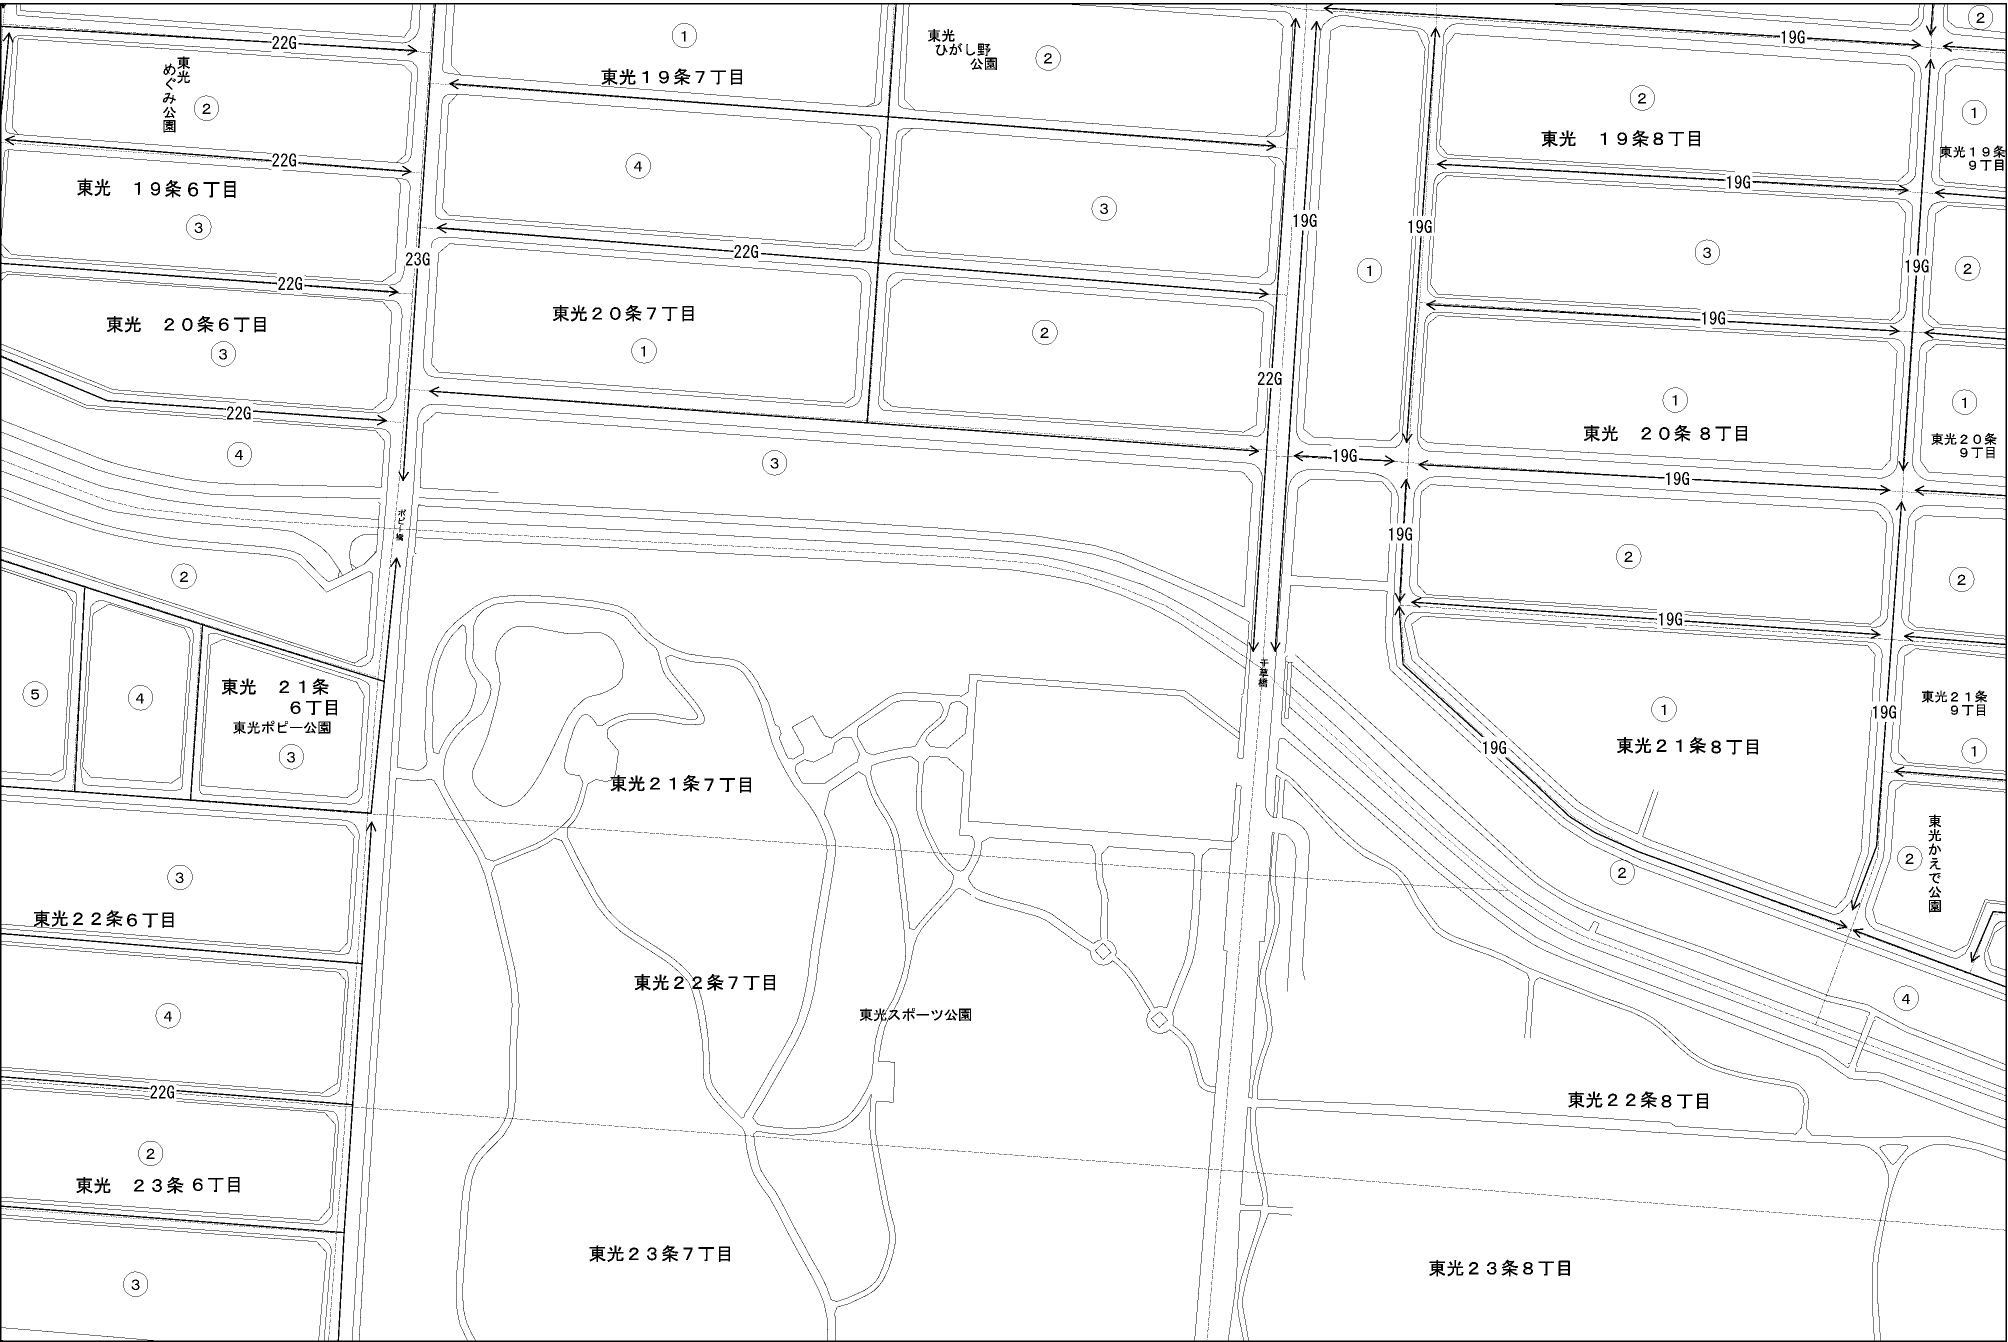 22G
東光
めぐみ公園
②
22G
東光　１９条６丁目
③
22G
東光　２０条６丁目
③
22G
④
②
⑤
④
東光　２１条
６丁目
東光ポピー公園
③
③
東光２２条６丁目
④
22G
②
東光　２３条６丁目
③
23G
ポピー橋
①
東光１９条７丁目
④
22G
東光２０条７丁目
①
東光
ひがし野
公園
②
③
②
22G
③
東光２１条７丁目
東光２２条７丁目
東光スポーツ公園
東光２３条７丁目
千草橋
19G
①
19G
19G
19G
19G
②
東光　１９条８丁目
19G
③
19G
①
東光　２０条８丁目
19G
②
19G
①
東光２１条８丁目
19G
②
19G
19G
②
①
東光１９条
９丁目
②
①
東光２０条
９丁目
②
東光２１条
９丁目
①
②
東光かえで公園
④
東光２２条８丁目
東光２３条８丁目